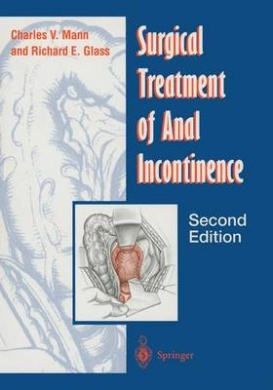 Charles V. Mann
and Richard E. Glass
Surgical
Treatment
of Anal
Incontinence
Second
Edition
Springer